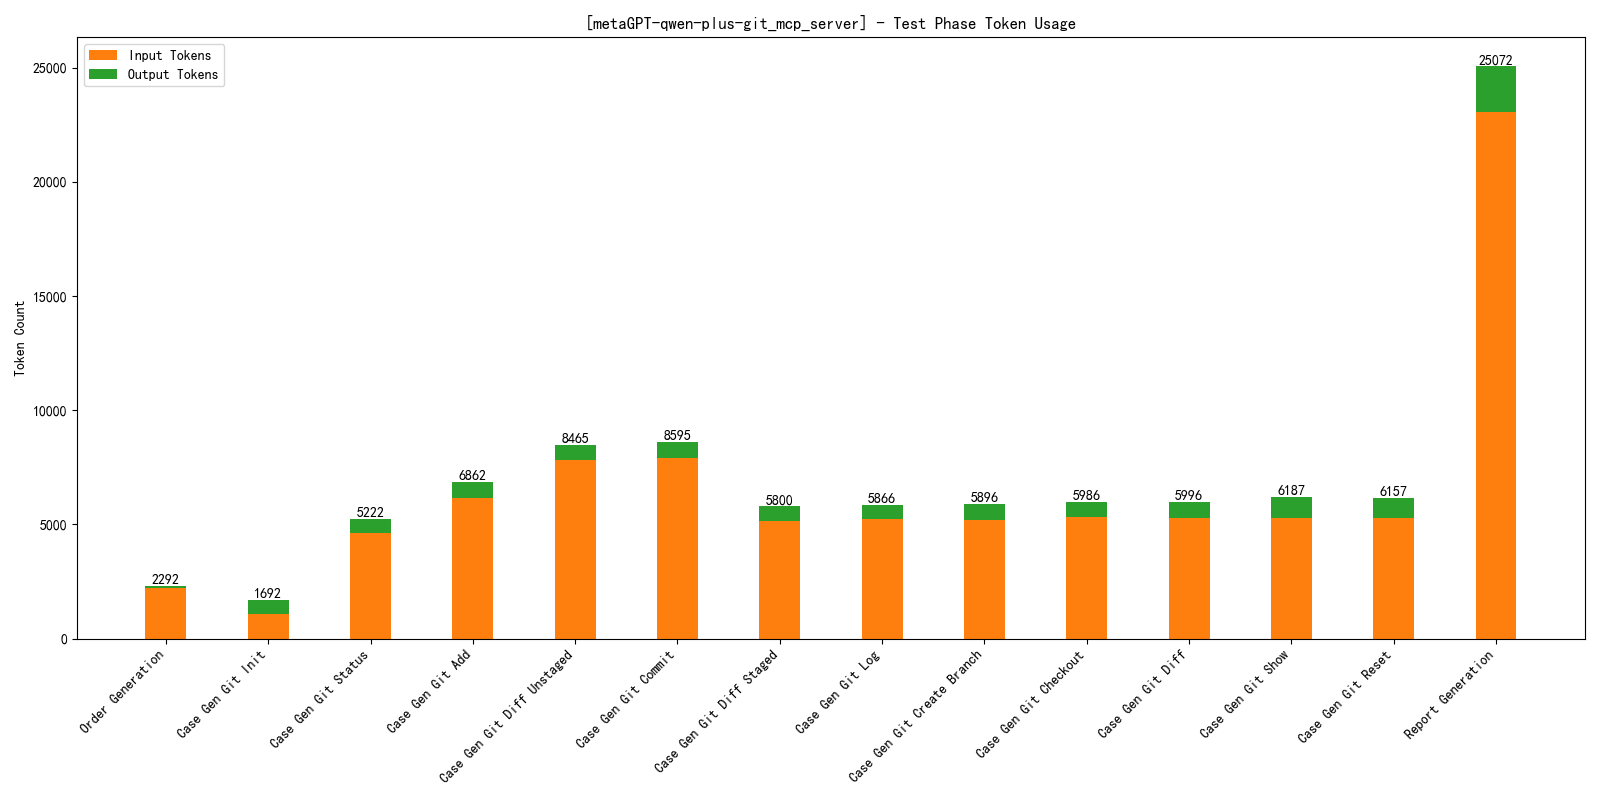 [metaGPT-qwen-plus-git_mcp_server] - Test Phase Token Usage
Input Tokens
Output Tokens
Token Count
25000
20000
15000
10000
5000
0
2292
1692
5222
6862
8465
8595
5800
5866
5896
5986
5996
6187
6157
25072
Order Generation
Case Gen Git Init
Case Gen Git Status
Case Gen Git Add
Case Gen Git Diff Unstaged
Case Gen Git Commit
Case Gen Git Diff Staged
Case Gen Git Log
Case Gen Git Create Branch
Case Gen Git Checkout
Case Gen Git Diff
Case Gen Git Show
Case Gen Git Reset
Report Generation